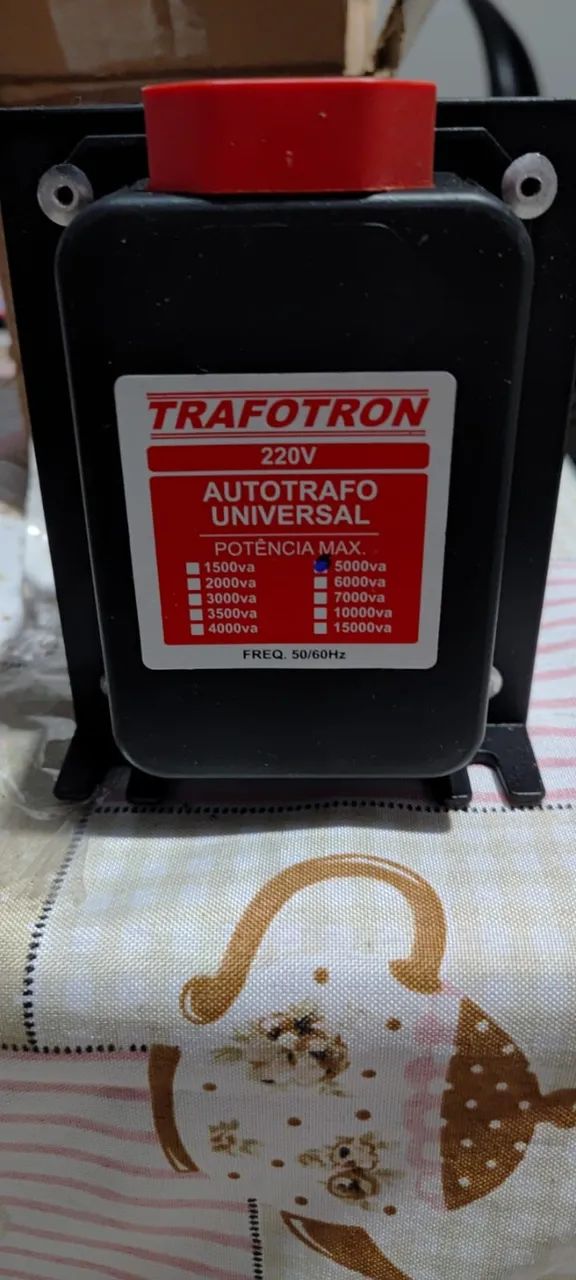 TRAFOTRON
220V
AUTOTRAFO
UNIVERSAL
POTÊNCIA MAX.
1500va 5000va
2000va 6000va
3000va 7000va
3500va 10000va
4000va 15000va
FREQ. 50/60Hz